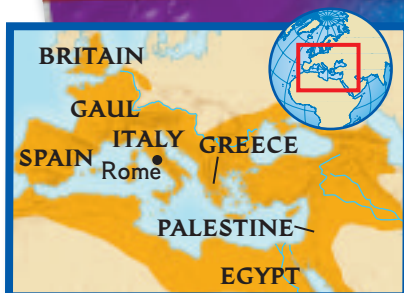 BRITAIN
GAUL
ITALY
GREECE
SPAIN
Rome
PALESTINE
EGYPT